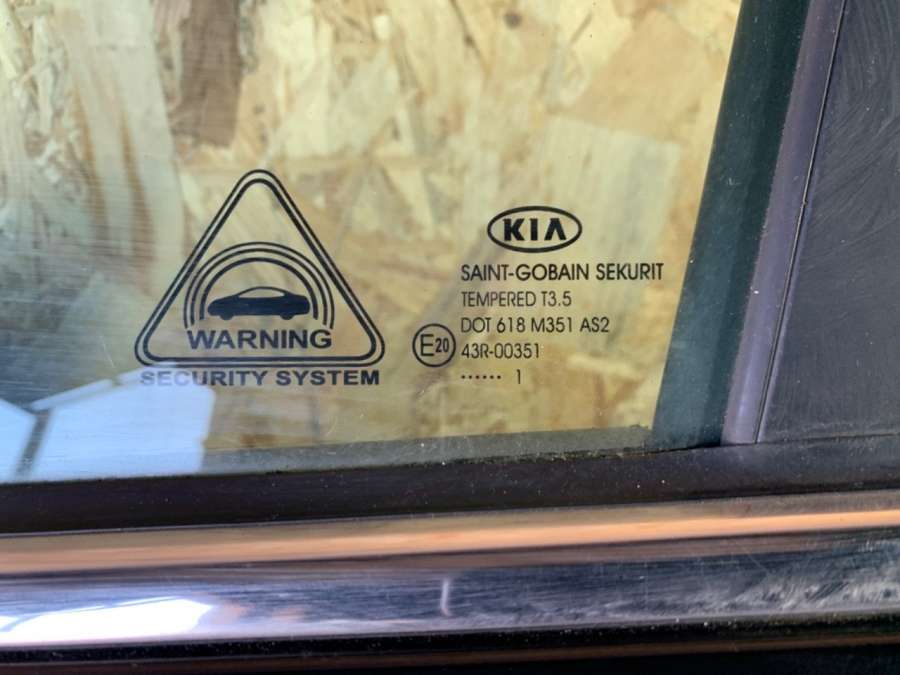 WARNING
SECURITY SYSTEM
KIA
SAINT-GOBAIN SEKURIT
TEMPERED T3.5
DOT 618 M351 AS2
E20 43R-00351
...... 1